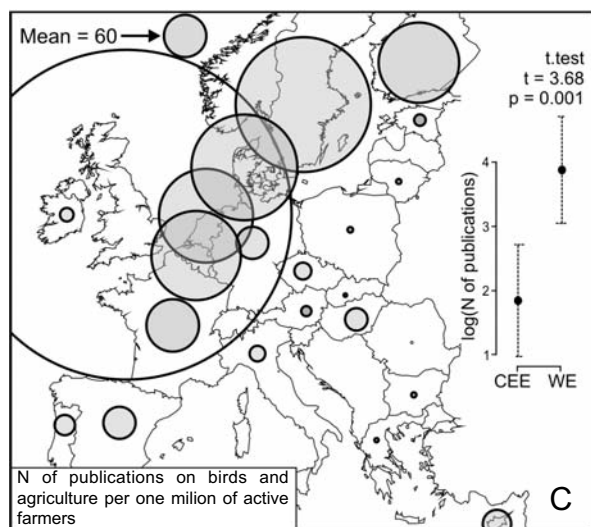 Mean = 60
t.test
t = 3.68
p = 0.001
log(N of publications)
4
3
2
1
CEE WE
N of publications on birds and
agriculture per one milion of active
farmers
C